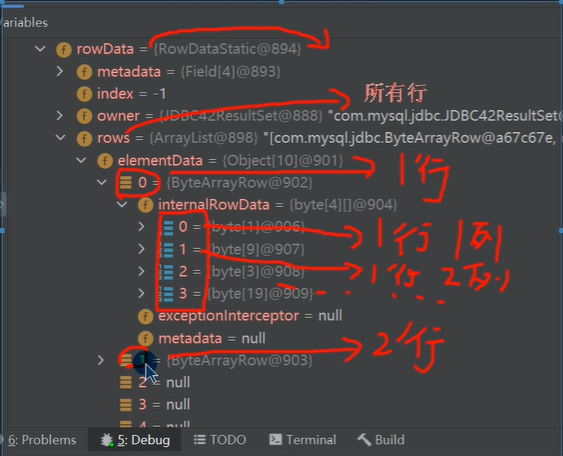 Variables
rowData = {RowDataStatic@894}
metadata = {Field[4]@893}
index = -1
所有行
owner = {JDBC42ResultSet@888} "com.mysql.jdbc.JDBC42ResultSet@
rows = {ArrayList@898} "[com.mysql.jdbc.ByteArrayRow@a67c67e,
elementData = {Object[10]@901}
0 = {ByteArrayRow@902} 1行
internalRowData = {byte[4][]@904}
0 = {byte[1]@906} 1行 1列
1 = {byte[9]@907}
2 = {byte[3]@908} 1行 2列
3 = {byte[19]@909}
exceptionInterceptor = null
metadata = null
2行
1 = {ByteArrayRow@903}
2 = null
3 = null
4 = null
6: Problems 5: Debug TODO Terminal Build